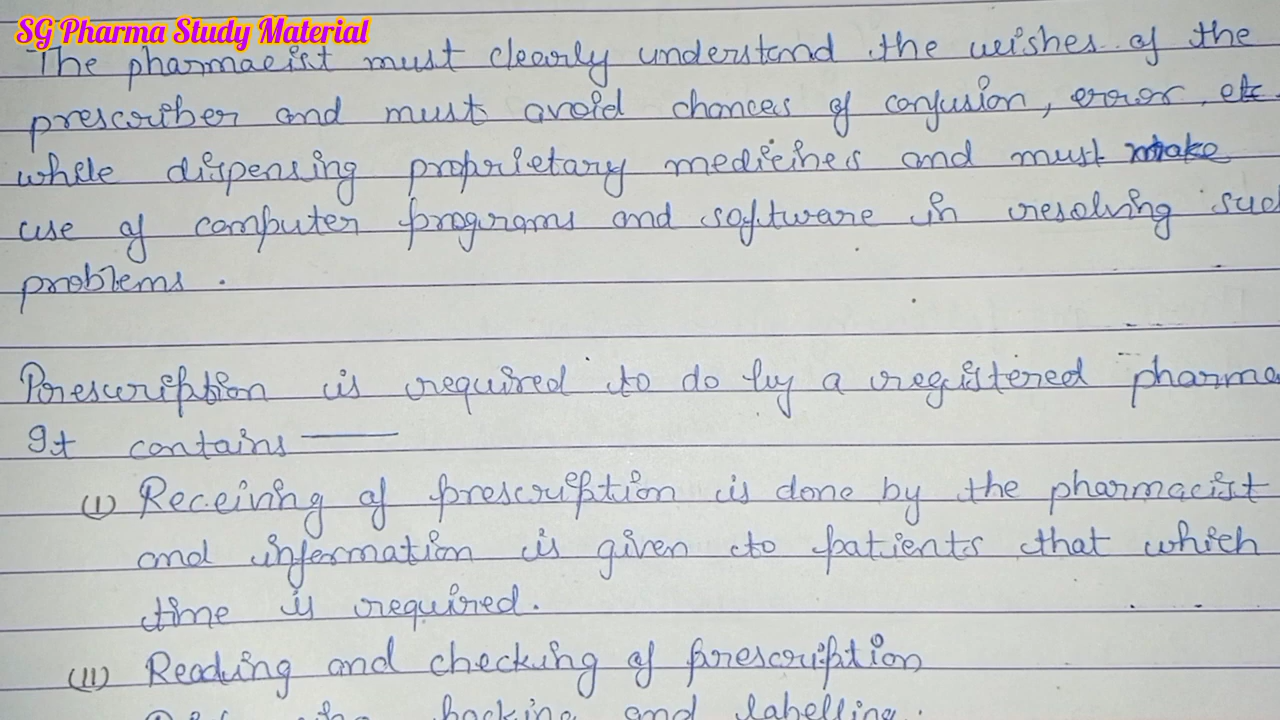 SG Pharma Study Material
The pharmacist must clearly understand the wishes of the
prescriber and must avoid chances of confusion, error, etc.
while dispensing proprietary medicines and must make
use of computer programs and software in resolving such
problems.
Prescription is required to do by a registered pharma
It contains —
(I) Receiving of prescription is done by the pharmacist
and information is given to patients that which
time is required.
(II) Reading and checking of prescription
packing and labelling.